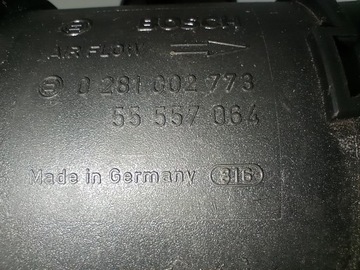 BOSCH
AIR FLOW
0 281 002 773
55 557 064
Made in Germany 316